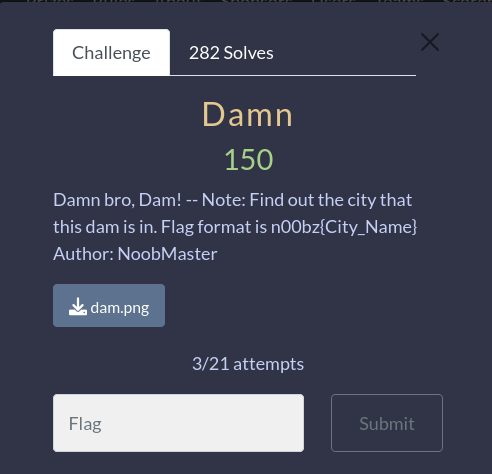 Challenge
282 Solves
Damn
150
Damn bro, Dam! -- Note: Find out the city that
this dam is in. Flag format is n00bz{City_Name}
Author: NoobMaster
dam.png
3/21 attempts
Flag
Submit